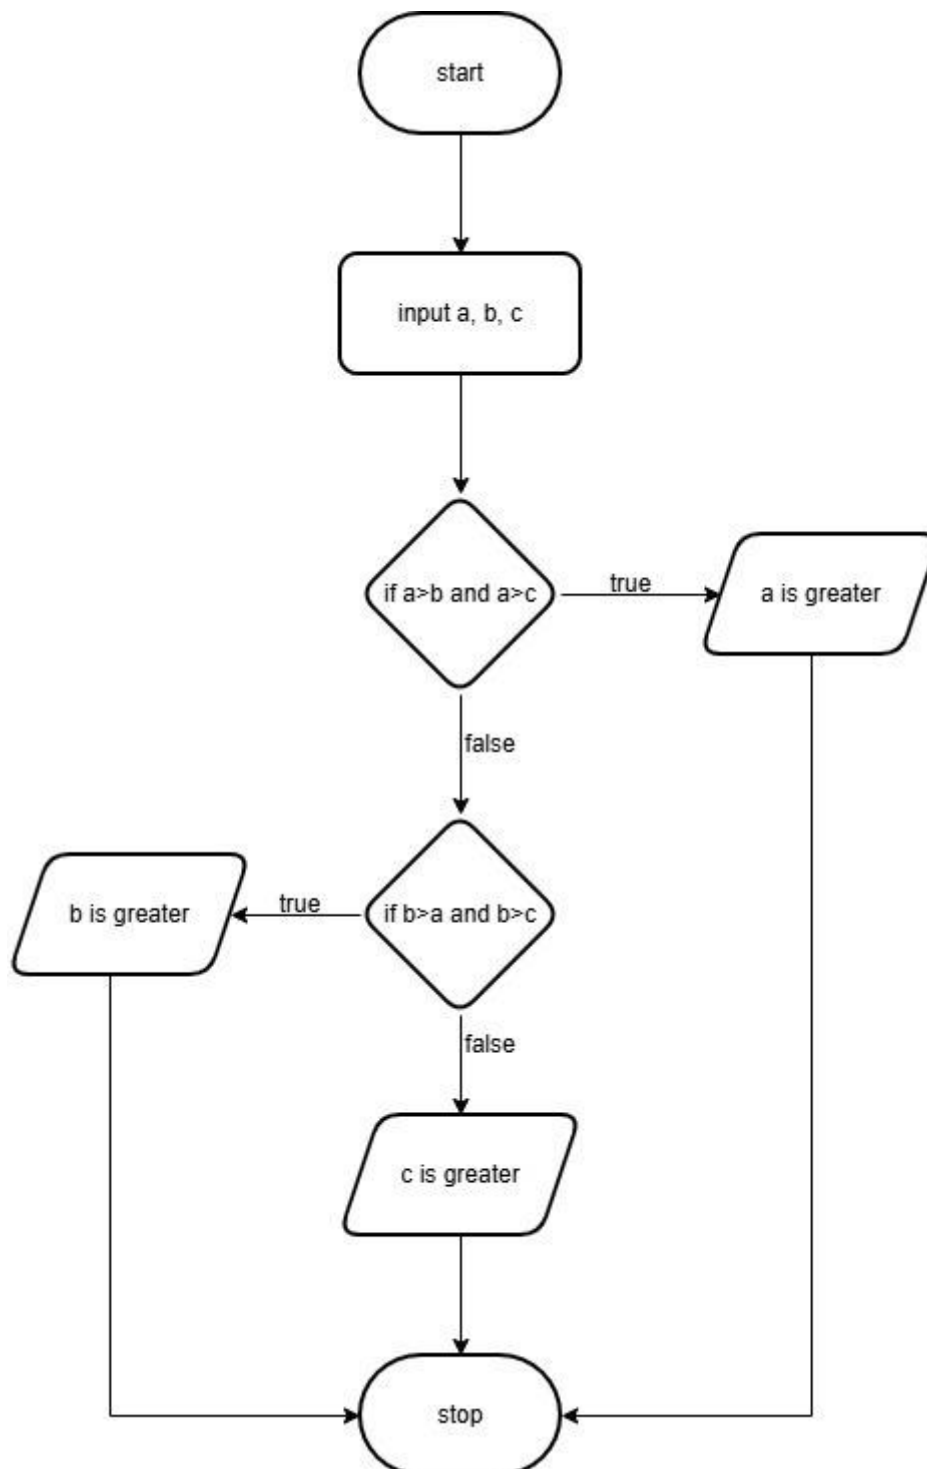 start
input a, b, c
if a>b and a>c
true
a is greater
false
b is greater
true
if b>a and b>c
false
c is greater
stop